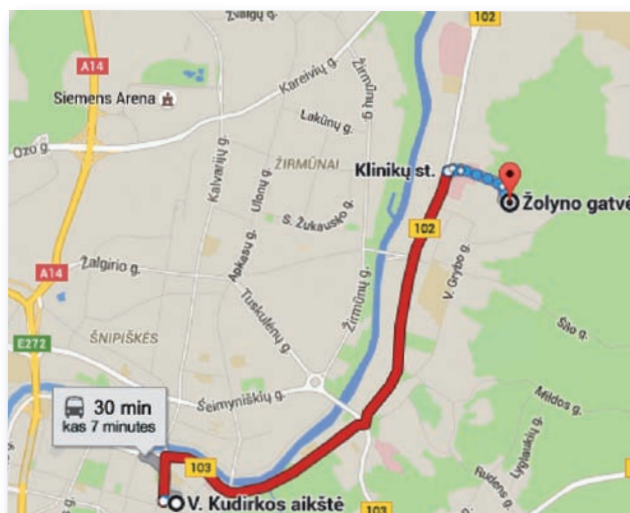 Žvalgų g.
102
A14
Kareivių g.
Žirmūnų g
Siemens Arena
Lakūnų g.
Ozo g.
Kalvarijų g.
Ulonų g.
ŽIRMŪNAI
Klinikų st.
Žolyno gatvė
S. Žukausko g.
102
Apkasų g.
V. Grybo g.
Žalgirio g.
A14
Tuskulėnų g.
Žirmūnų g.
Šilo g.
E272
ŠNIPIŠKĖS
30 min
kas 7 minutes
Šeimyniškių g.
Mildos g.
Lyglaukių g.
Rudens g.
103
V. Kudirkos aikštė
103